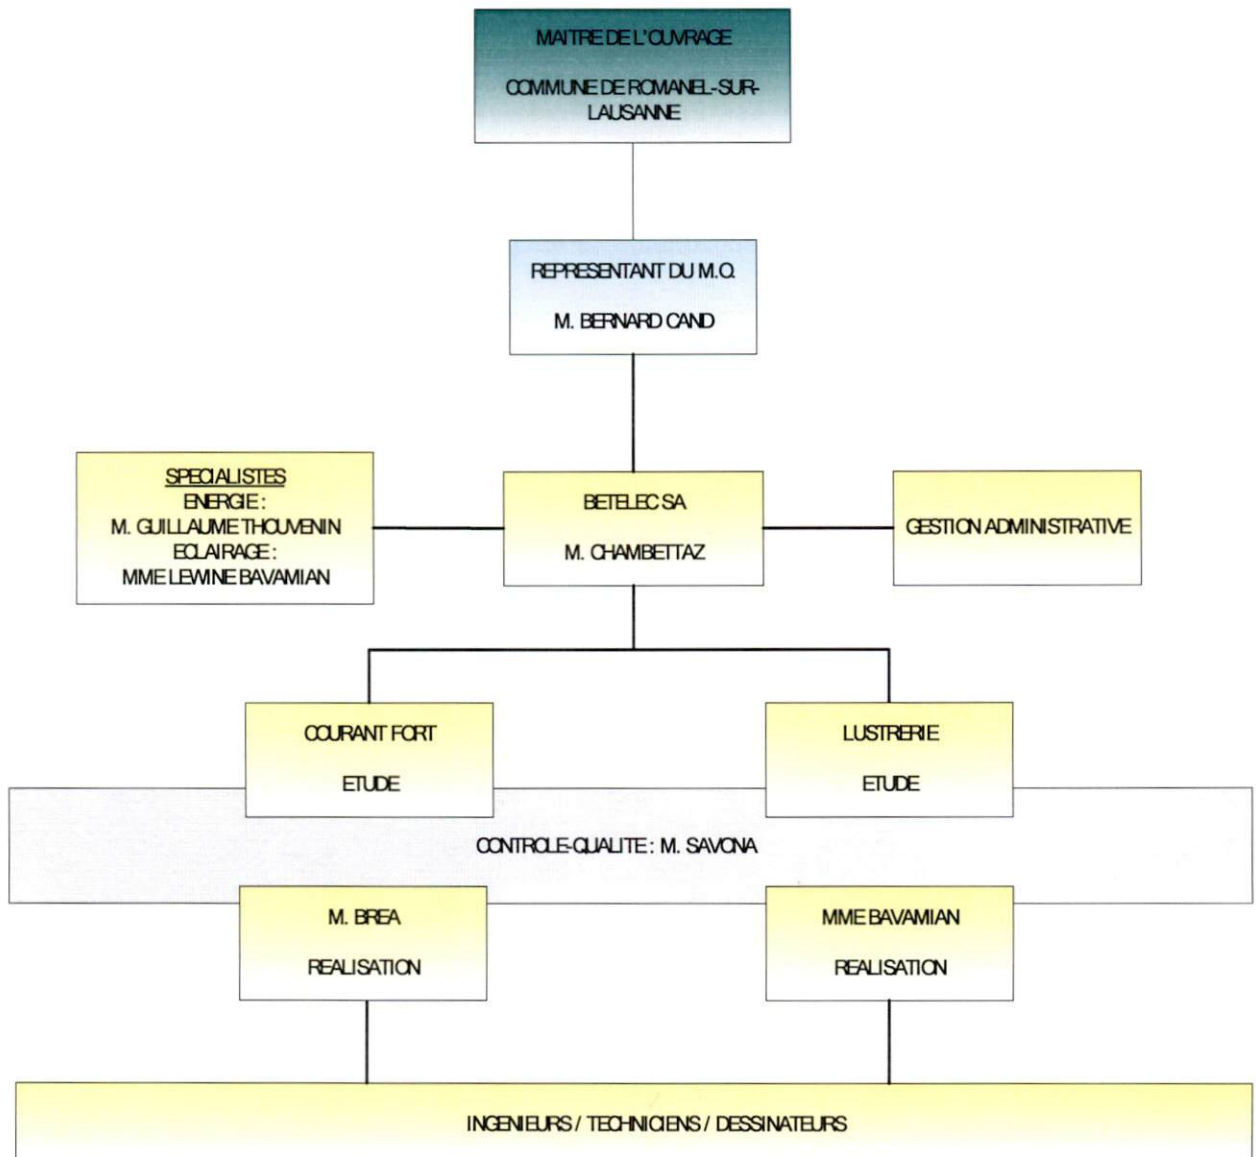 MAITRE DE L'OUVRAGE
COMMUNE DE ROMANEL-SUR-
LAUSANNE
REPRESENTANT DU M.O.
M. BERNARD CAND
SPECIALISTES
ENERGIE :
M. GUILLAUME THOUVENIN
ECLAIRAGE :
MME LEWINE BAVAMIAN
BETELEC SA
M. CHAMBETTAZ
GESTION ADMINISTRATIVE
COURANT FORT
ETUDE
LUSTRERIE
ETUDE
CONTROLE-QUALITE : M. SAVONA
M. BREA
REALISATION
MME BAVAMIAN
REALISATION
INGENIEURS / TECHNICIENS / DESSINATEURS